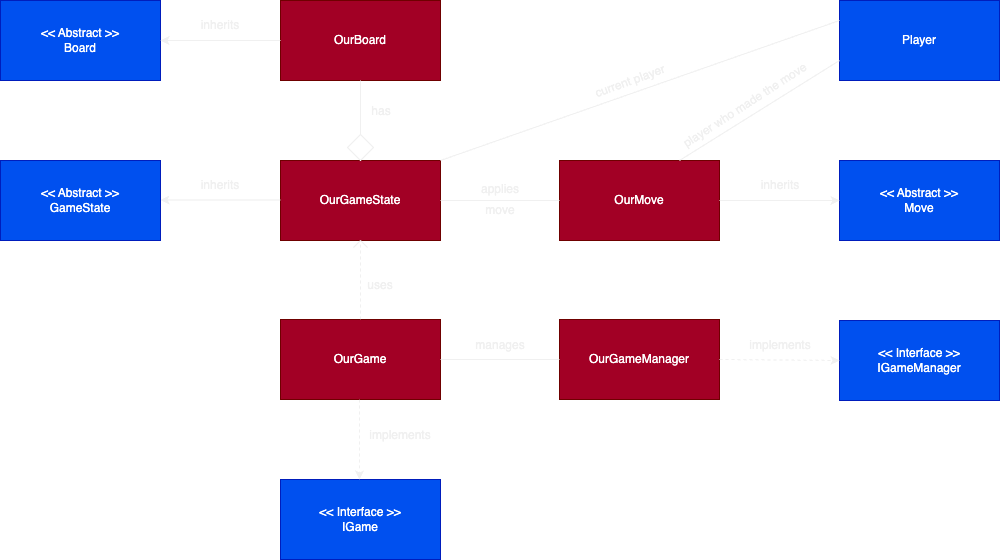 << Abstract >>
Board
inherits
OurBoard
Player
current player
player who made the move
has
<< Abstract >>
GameState
inherits
OurGameState
applies
move
OurMove
inherits
<< Abstract >>
Move
uses
OurGame
manages
OurGameManager
implements
<< Interface >>
IGameManager
implements
<< Interface >>
IGame